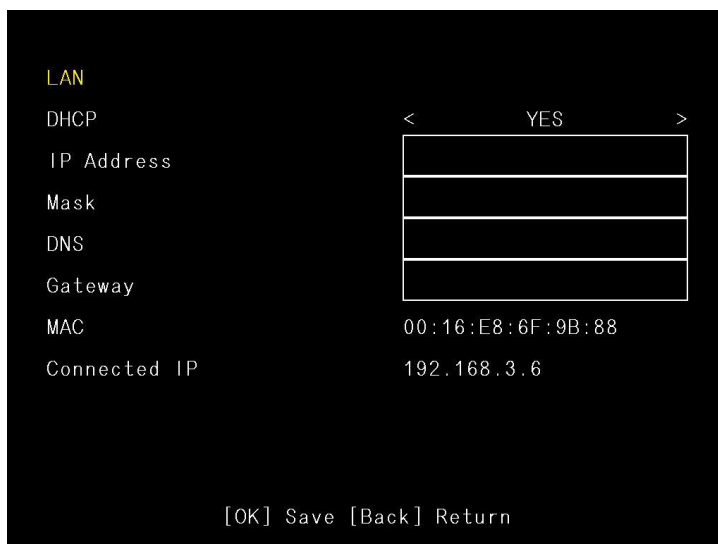 LAN
DHCP < YES >
IP Address
Mask
DNS
Gateway
MAC 00:16:E8:6F:9B:88
Connected IP 192.168.3.6
[OK] Save [Back] Return